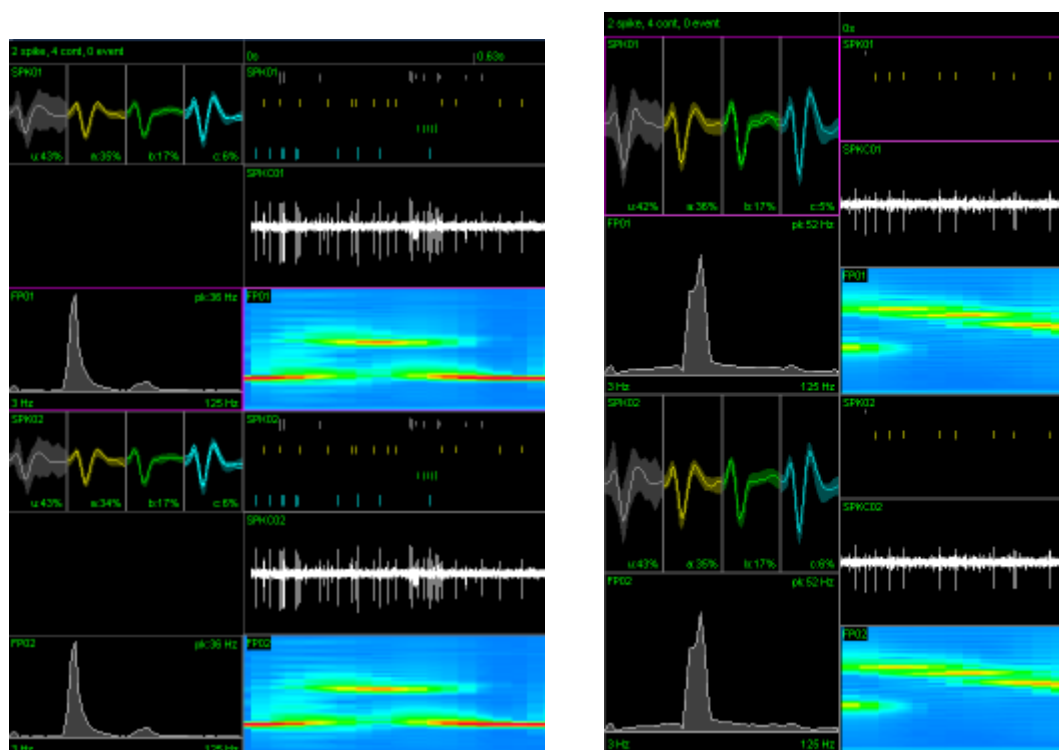 2 spike, 4 cont, 0 event
0s
0.63s
SPK01
u:43%
a:35%
b:17%
c:6%
SPK01
SPKC01
FP01
pk:36 Hz
3 Hz
125 Hz
FP01
SPK02
u:43%
a:34%
b:17%
c:6%
SPK02
SPKC02
FP02
pk:36 Hz
3 Hz
125 Hz
FP02
2 spike, 4 cont, 0 event
0s
SPK01
u:42%
a:36%
b:17%
c:5%
SPK01
SPKC01
FP01
pk:52 Hz
3 Hz
125 Hz
FP01
SPK02
u:43%
a:35%
b:17%
c:6%
SPK02
SPKC02
FP02
pk:52 Hz
3 Hz
125 Hz
FP02